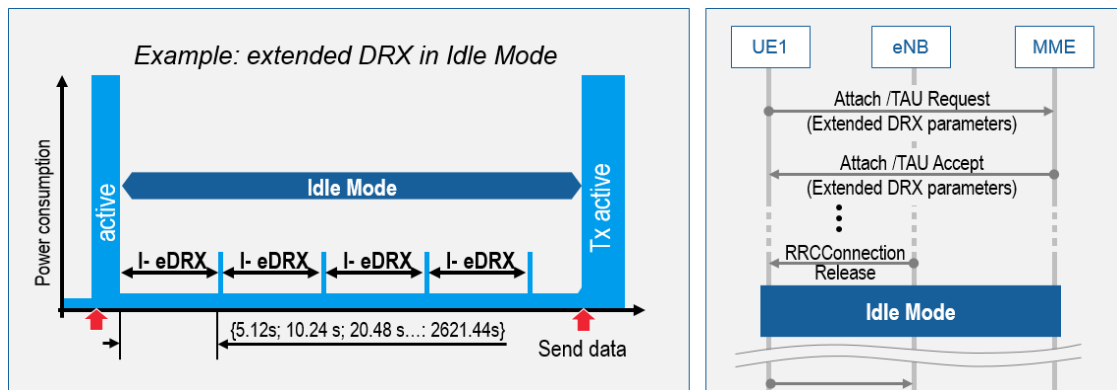 Example: extended DRX in Idle Mode
Power consumption
active
Idle Mode
Tx active
I- eDRX
I- eDRX
I- eDRX
I- eDRX
{5.12s; 10.24 s; 20.48 s...: 2621.44s}
Send data
UE1
eNB
MME
Attach /TAU Request
(Extended DRX parameters)
Attach /TAU Accept
(Extended DRX parameters)
RRCConnection
Release
Idle Mode